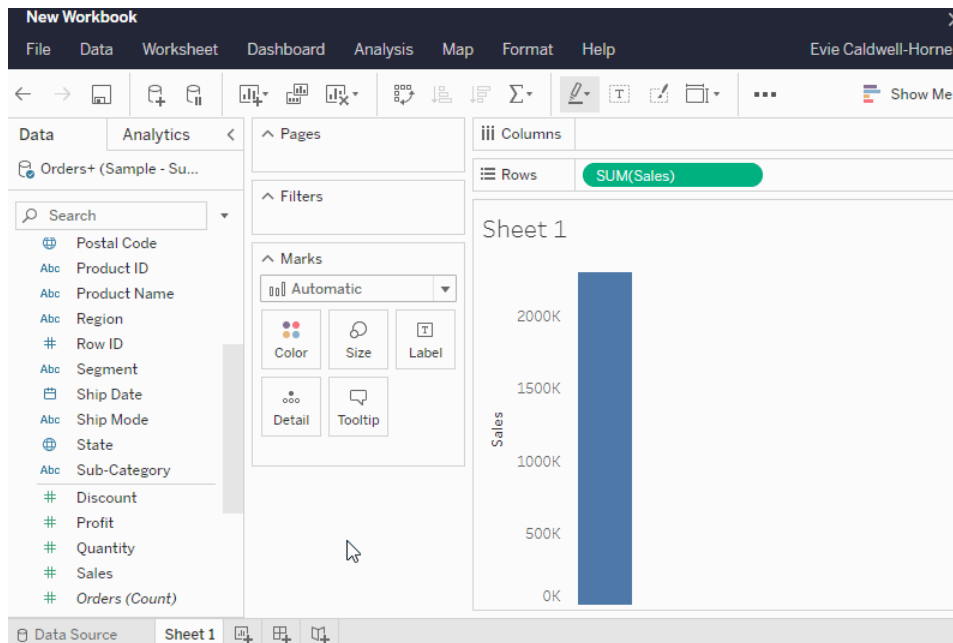 New Workbook
File Data Worksheet Dashboard Analysis Map Format Help Evie Caldwell-Horne
Show Me
Data Analytics
Orders+ (Sample - Su...
Search
Postal Code
Abc Product ID
Abc Product Name
Abc Region
# Row ID
Abc Segment
Ship Date
Abc Ship Mode
State
Abc Sub-Category
# Discount
# Profit
# Quantity
# Sales
# Orders (Count)
Pages
Filters
Marks
Automatic
Color Size T Label
Detail Tooltip
Columns
Rows SUM(Sales)
Sheet 1
2000K
1500K
1000K
500K
0K
Sales
Data Source Sheet 1